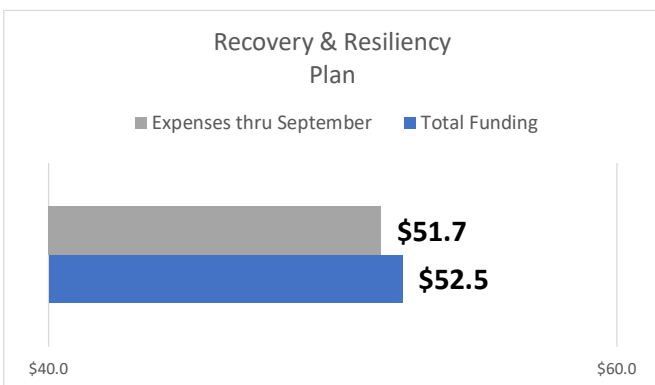 Recovery & Resiliency
Plan
Expenses thru September Total Funding
$51.7
$52.5
$40.0 $60.0